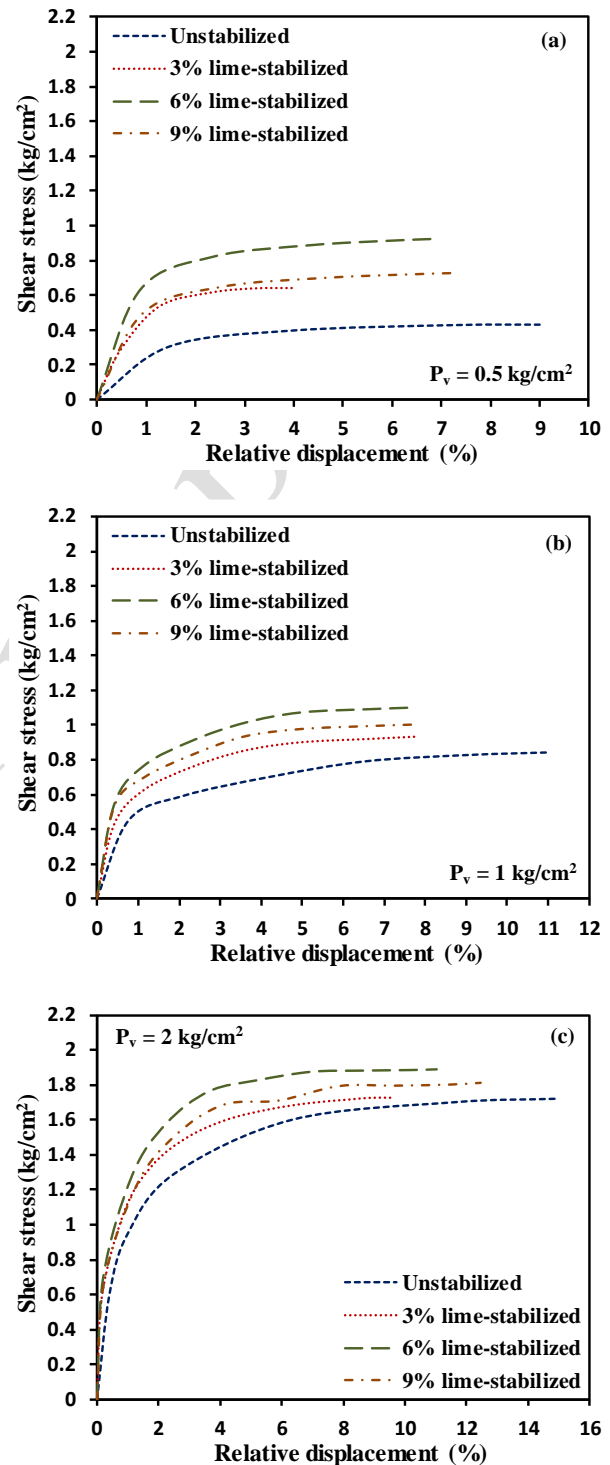 2.2
2
1.8
1.6
1.4
1.2
1
0.8
0.6
0.4
0.2
0
Shear stress (kg/cm²)
Unstabilized
3% lime-stabilized
6% lime-stabilized
9% lime-stabilized
(a)
Pv = 0.5 kg/cm²
0 1 2 3 4 5 6 7 8 9 10
Relative displacement (%)
2.2
2
1.8
1.6
1.4
1.2
1
0.8
0.6
0.4
0.2
0
Shear stress (kg/cm²)
Unstabilized
3% lime-stabilized
6% lime-stabilized
9% lime-stabilized
(b)
Pv = 1 kg/cm²
0 1 2 3 4 5 6 7 8 9 10 11 12
Relative displacement (%)
2.2
2
1.8
1.6
1.4
1.2
1
0.8
0.6
0.4
0.2
0
Shear stress (kg/cm²)
Pv = 2 kg/cm²
(c)
Unstabilized
3% lime-stabilized
6% lime-stabilized
9% lime-stabilized
0 2 4 6 8 10 12 14 16
Relative displacement (%)